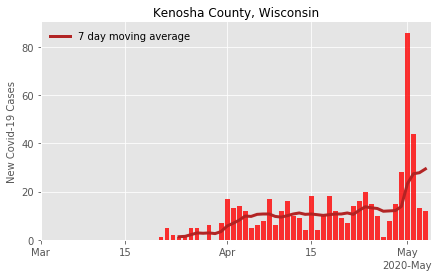 Kenosha County, Wisconsin
7 day moving average
New Covid-19 Cases
80
60
40
20
0
Mar
15
Apr
15
May
2020-May